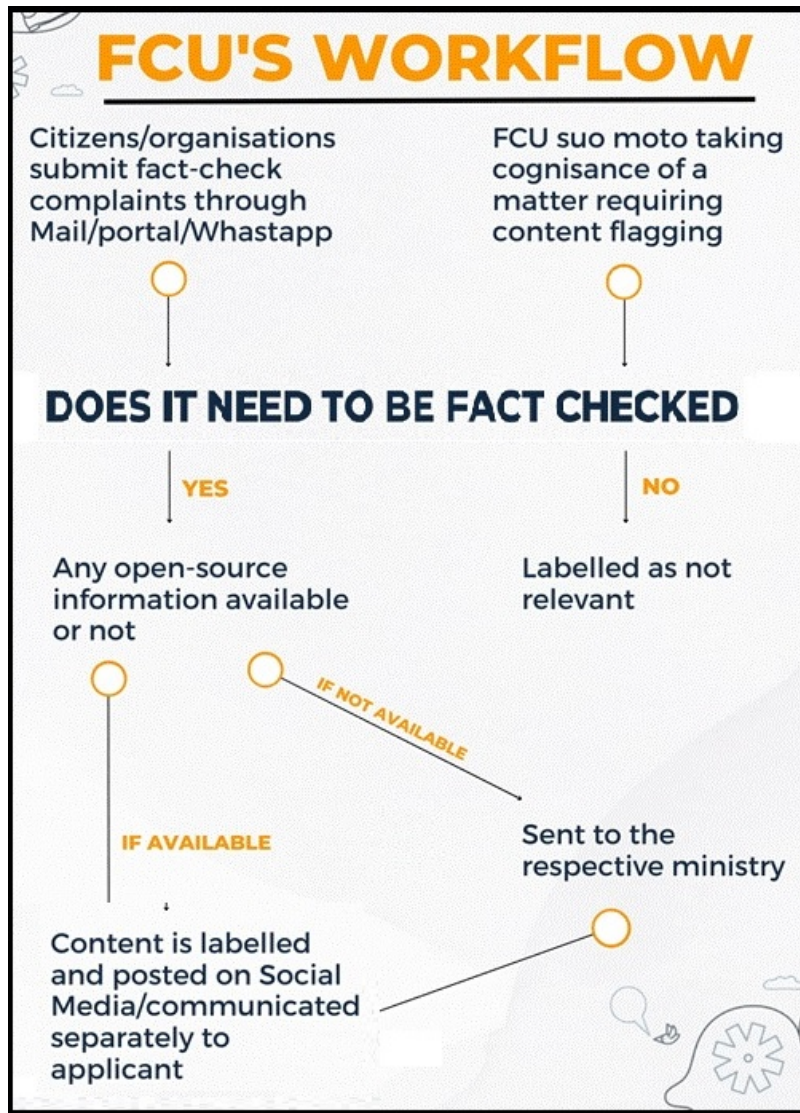 FCU'S WORKFLOW
Citizens/organisations
submit fact-check
complaints through
Mail/portal/Whastapp
FCU suo moto taking
cognisance of a
matter requiring
content flagging
DOES IT NEED TO BE FACT CHECKED
YES
NO
Any open-source
information available
or not
Labelled as not
relevant
IF NOT AVAILABLE
IF AVAILABLE
Sent to the
respective ministry
Content is labelled
and posted on Social
Media/communicated
separately to
applicant